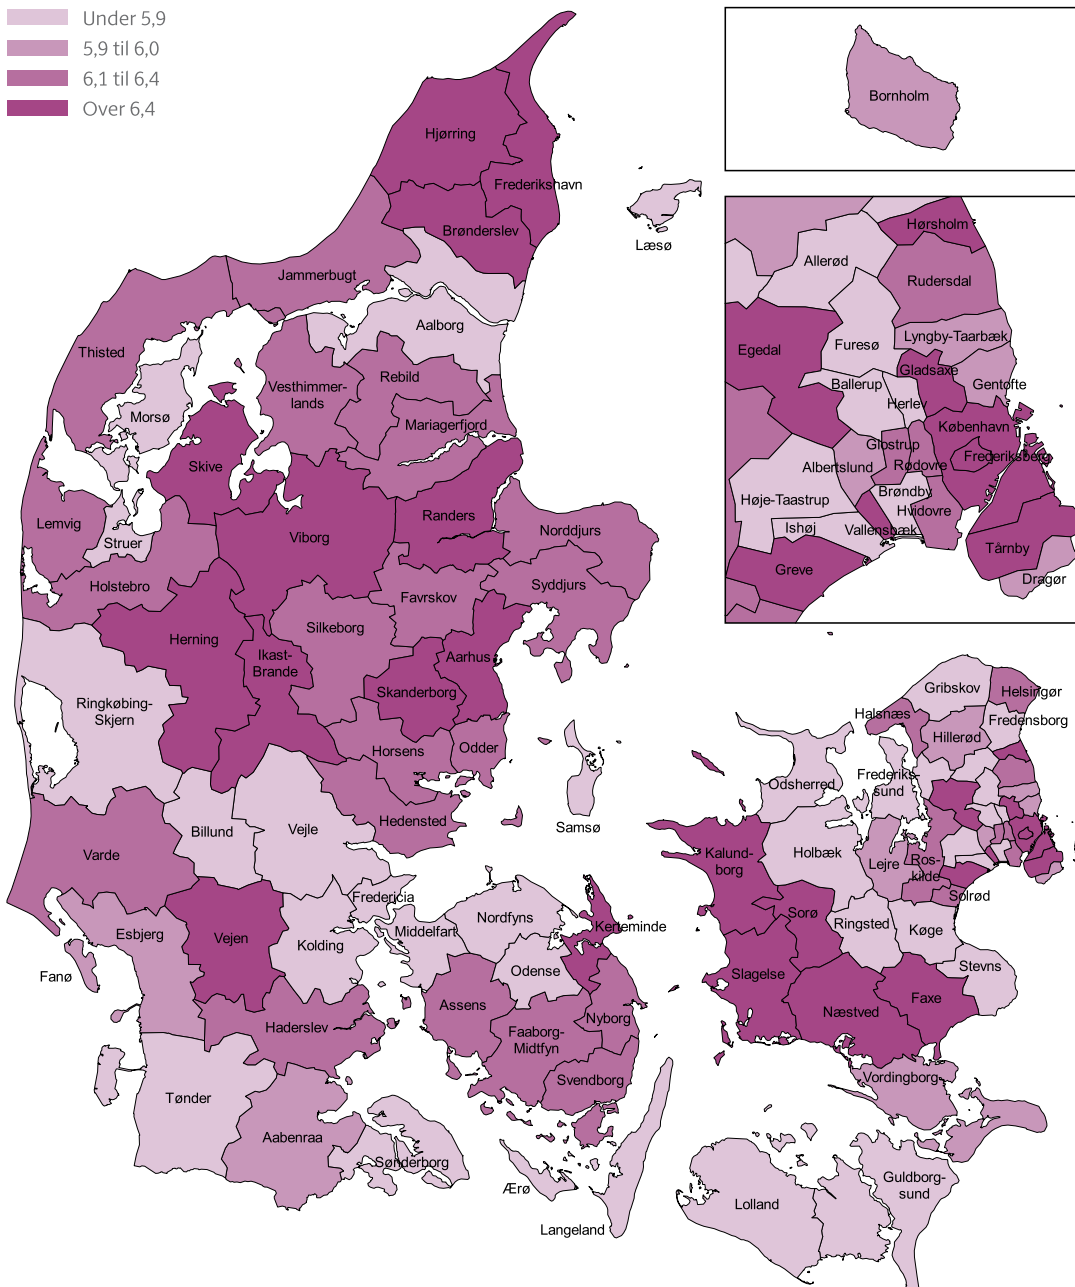 Under 5,9
5,9 til 6,0
6,1 til 6,4
Over 6,4
Bornholm
Hjørring
Frederikshavn
Brønderslev
Læsø
Jammerbugt
Aalborg
Thisted
Rebild
Vesthimmer-
lands
Morsø
Mariagerfjord
Skive
Lemvig
Randers
Viborg
Norddjurs
Struer
Holstebro
Favrskov
Syddjurs
Silkeborg
Herning
Ikast-
Brande
Aarhus
Skanderborg
Ringkøbing-
Skjern
Horsens
Odder
Hedensted
Samsø
Billund
Vejle
Varde
Fredericia
Esbjerg
Vejen
Kolding
Middelfart
Nordfyns
Kerteminde
Fanø
Odense
Assens
Haderslev
Faaborg-
Midtfyn
Nyborg
Svendborg
Tønder
Aabenraa
Sønderborg
Ærø
Langeland
Hørsholm
Allerød
Rudersdal
Egedal
Furesø
Lyngby-Taarbæk
Gladsaxe
Gentofte
Ballerup
Herlev
København
Glostrup
Frederiksberg
Albertslund
Rødovre
Høje-Taastrup
Brøndby
Hvidovre
Ishøj
Vallensbæk
Tårnby
Greve
Dragør
Gribskov
Helsingør
Halsnæs
Fredensborg
Hillerød
Odsherred
Frederiks-
sund
Kalund-
borg
Holbæk
Lejre
Ros-
kilde
Solrød
Sorø
Ringsted
Køge
Slagelse
Stevns
Næstved
Faxe
Vordingborg
Lolland
Guldborg-
sund